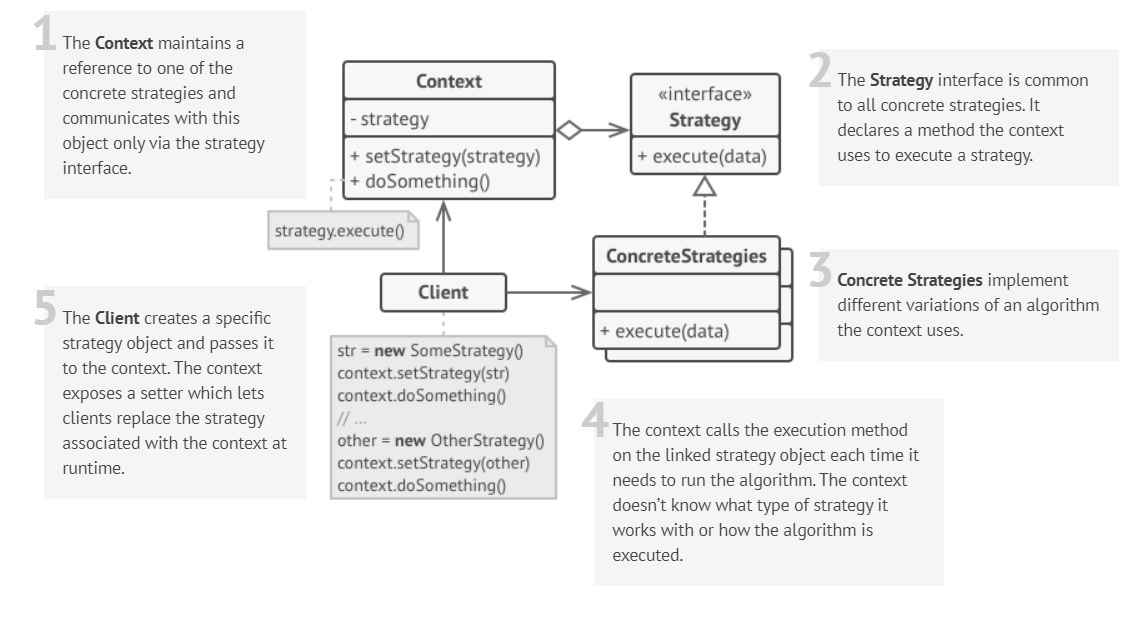 1
The Context maintains a
reference to one of the
concrete strategies and
communicates with this
object only via the strategy
interface.
Context
- strategy
+ setStrategy(strategy)
+ doSomething()
strategy.execute()
«interface»
Strategy
+ execute(data)
2
The Strategy interface is common
to all concrete strategies. It
declares a method the context
uses to execute a strategy.
ConcreteStrategies
+ execute(data)
3
Concrete Strategies implement
different variations of an algorithm
the context uses.
Client
str = new SomeStrategy()
context.setStrategy(str)
context.doSomething()
// ...
other = new OtherStrategy()
context.setStrategy(other)
context.doSomething()
4
The context calls the execution method
on the linked strategy object each time it
needs to run the algorithm. The context
doesn’t know what type of strategy it
works with or how the algorithm is
executed.
5
The Client creates a specific
strategy object and passes it
to the context. The context
exposes a setter which lets
clients replace the strategy
associated with the context at
runtime.